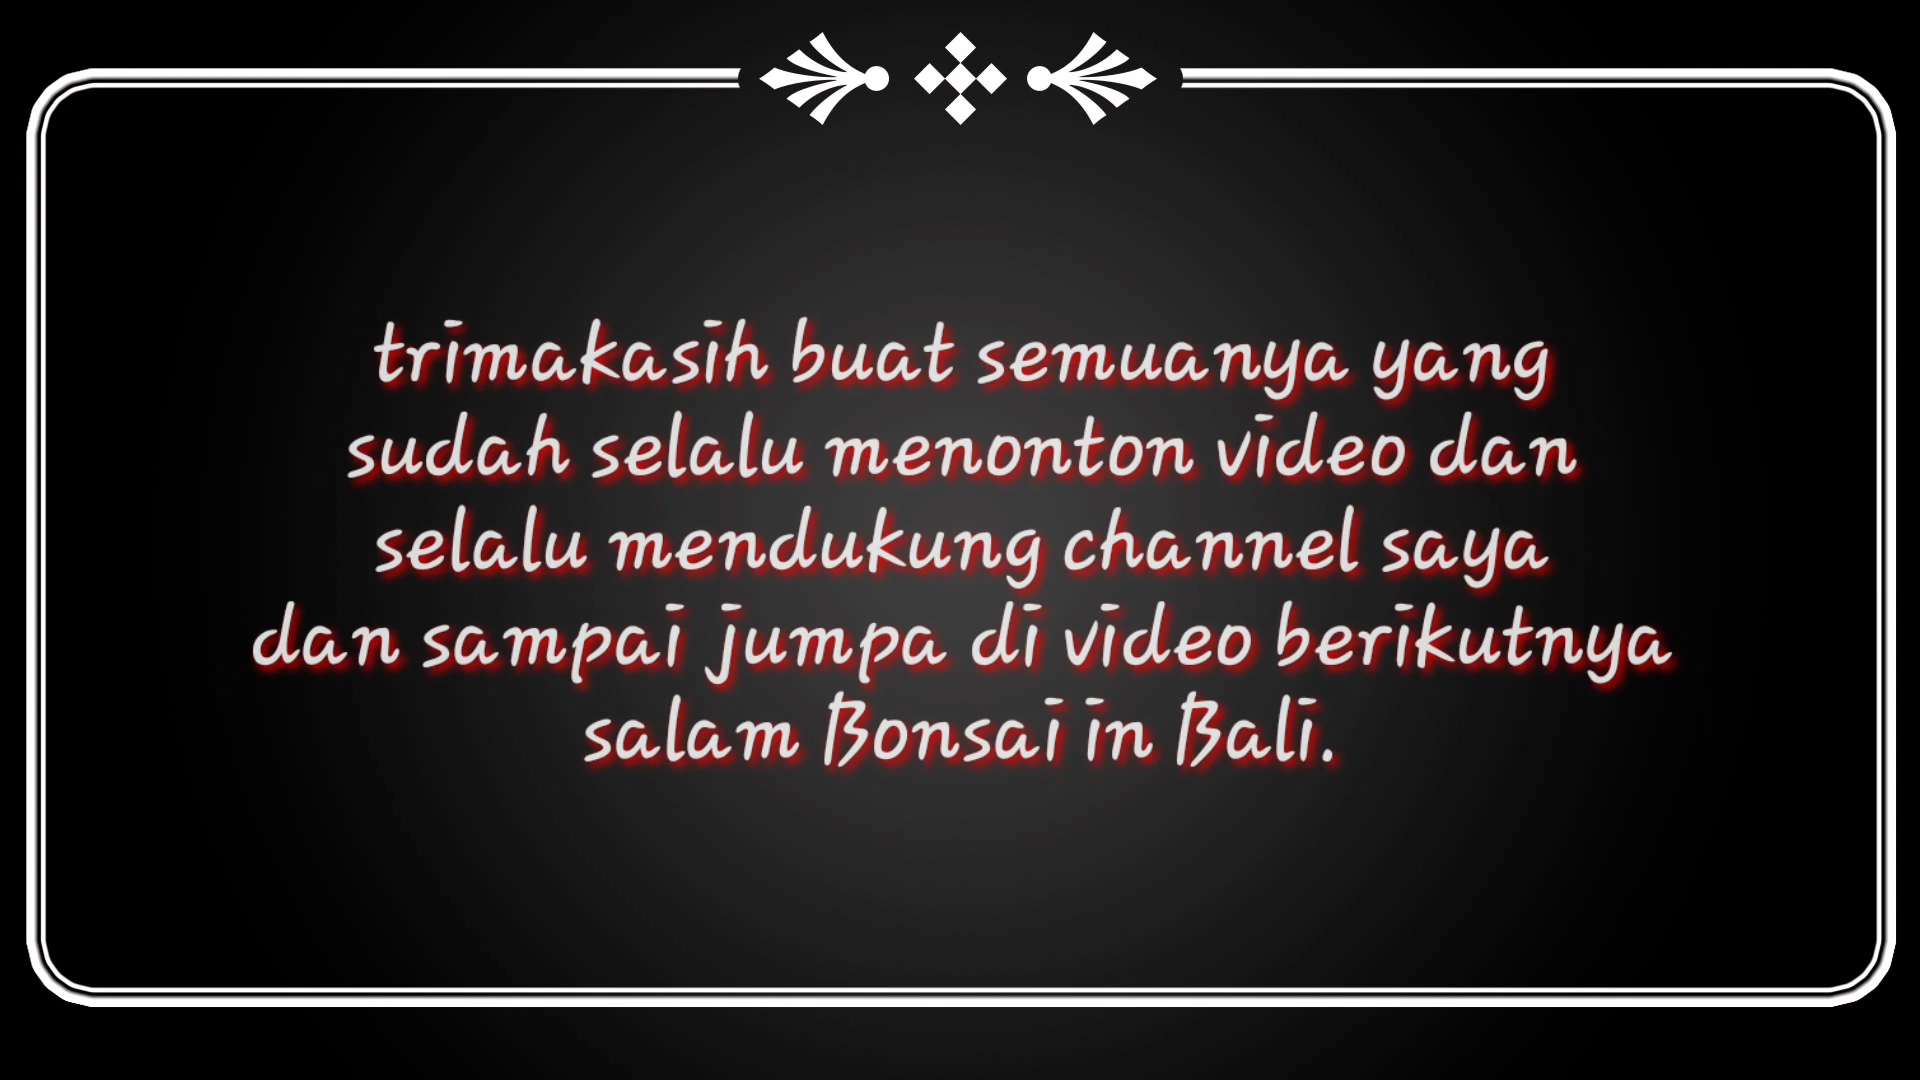 trimakasih buat semuanya yang
sudah selalu menonton video dan
selalu mendukung channel saya
dan sampai jumpa di video berikutnya
salam Bonsai in Bali.